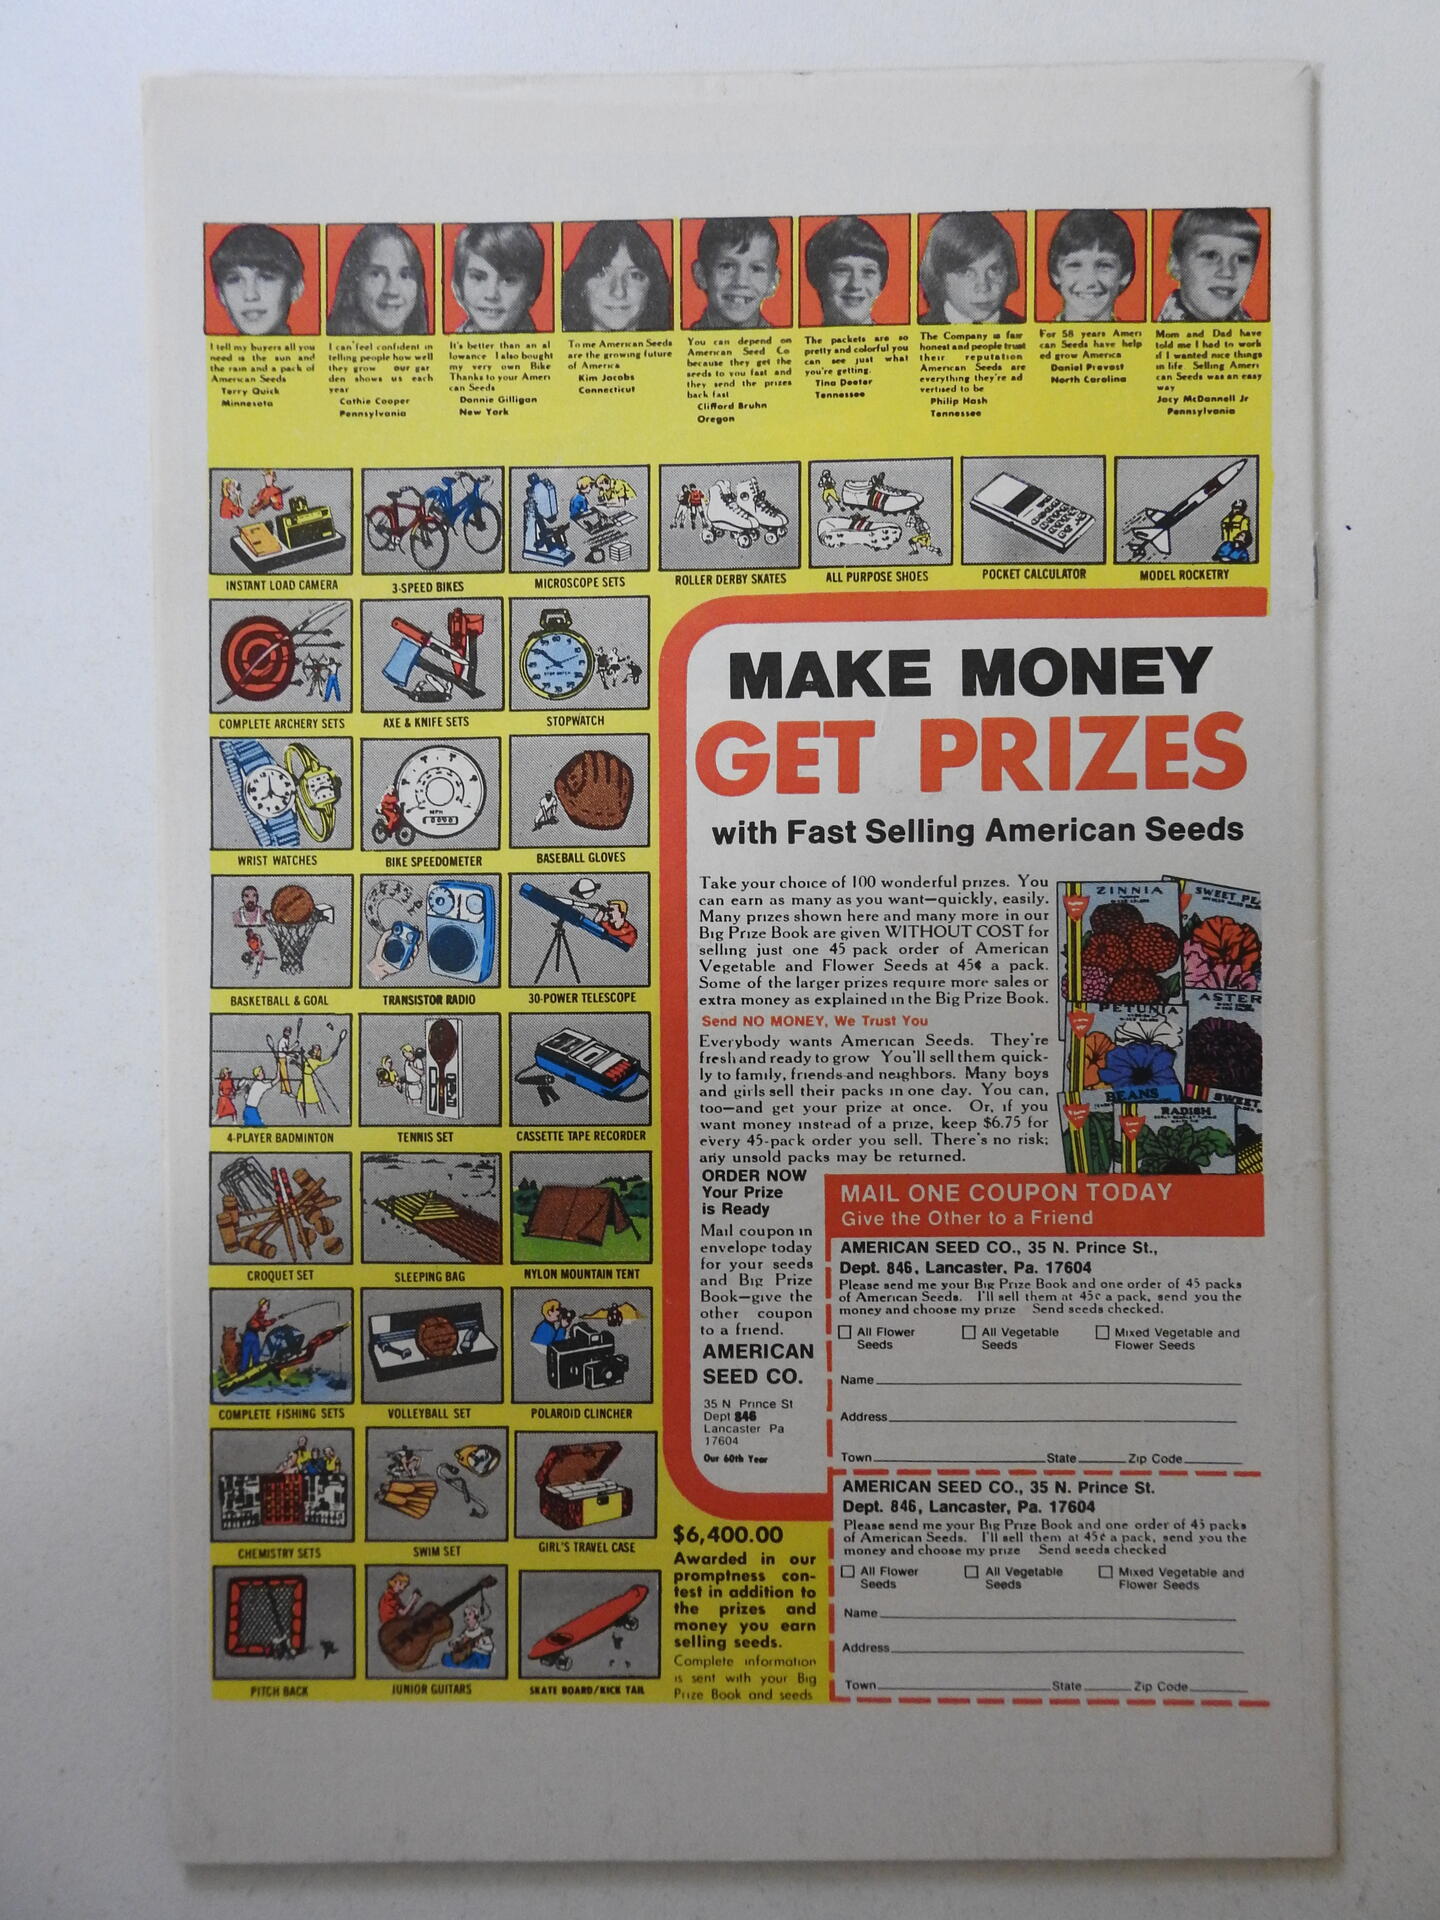 I tell my buyers all you
need is the sun and
the rain and a pack of
American Seeds
Terry Quick
Minnesota
I can feel confident in
telling people how well
they grow our gar
den shows us each
year
Cathie Cooper
Pennsylvania
It's better than an al
lowance I also bought
my very own Bike
Thanks to your Ameri
can Seeds
Donnie Gilligan
New York
To me American Seeds
are the growing future
of America
Kim Jacobs
Connecticut
You can depend on
American Seed Co
because they get the
seeds to you fast and
they send the prizes
back fast
Clifford Bruhn
Oregon
The packets are so
pretty and colorful you
can see just what
you're getting.
Tina Deeter
Tennessee
The Company is fair
honest and people trust
their reputation
American Seeds are
everything they're ad
vertised to be
Philip Hash
Tennessee
For 58 years Ameri
can Seeds have help
ed grow America
Daniel Prevost
North Carolina
Mom and Dad have
told me I had to work
if I wanted nice things
in life. Selling Ameri
can Seeds was an easy
way
Jacy McDannell Jr
Pennsylvania
INSTANT LOAD CAMERA
3-SPEED BIKES
MICROSCOPE SETS
ROLLER DERBY SKATES
ALL PURPOSE SHOES
POCKET CALCULATOR
MODEL ROCKETRY
COMPLETE ARCHERY SETS
AXE & KNIFE SETS
STOPWATCH
WRIST WATCHES
BIKE SPEEDOMETER
BASEBALL GLOVES
BASKETBALL & GOAL
TRANSISTOR RADIO
30-POWER TELESCOPE
4-PLAYER BADMINTON
TENNIS SET
CASSETTE TAPE RECORDER
CROQUET SET
SLEEPING BAG
NYLON MOUNTAIN TENT
COMPLETE FISHING SETS
VOLLEYBALL SET
POLAROID CLINCHER
CHEMISTRY SETS
SWIM SET
GIRL'S TRAVEL CASE
PITCH BACK
JUNIOR GUITARS
SKATE BOARD/KICK TAIL
MAKE MONEY
GET PRIZES
with Fast Selling American Seeds
Take your choice of 100 wonderful prizes. You
can earn as many as you want—quickly, easily.
Many prizes shown here and many more in our
Big Prize Book are given WITHOUT COST for
selling just one 45 pack order of American
Vegetable and Flower Seeds at 45¢ a pack.
Some of the larger prizes require more sales or
extra money as explained in the Big Prize Book.
Send NO MONEY, We Trust You
Everybody wants American Seeds. They're
fresh and ready to grow You'll sell them quick-
ly to family, friends and neighbors. Many boys
and girls sell their packs in one day. You can,
too—and get your prize at once. Or, if you
want money instead of a prize, keep $6.75 for
every 45-pack order you sell. There's no risk;
any unsold packs may be returned.
ZINNIA
SWEET PE
PETUNIA
ASTER
BEANS
RADISH
SWEET
ORDER NOW
Your Prize
is Ready
Mail coupon in
envelope today
for your seeds
and Big Prize
Book—give the
other coupon
to a friend.
AMERICAN
SEED CO.
35 N Prince St
Dept 846
Lancaster Pa
17604
Our 60th Year
MAIL ONE COUPON TODAY
Give the Other to a Friend
AMERICAN SEED CO., 35 N. Prince St.,
Dept. 846, Lancaster, Pa. 17604
Please send me your Big Prize Book and one order of 45 packs
of American Seeds. I'll sell them at 45c a pack, send you the
money and choose my prize Send seeds checked.
All Flower Seeds
All Vegetable Seeds
Mixed Vegetable and Flower Seeds
Name
Address
Town State Zip Code
AMERICAN SEED CO., 35 N. Prince St.
Dept. 846, Lancaster, Pa. 17604
Please send me your Big Prize Book and one order of 45 packs
of American Seeds. I'll sell them at 45c a pack, send you the
money and choose my prize Send seeds checked
All Flower Seeds
All Vegetable Seeds
Mixed Vegetable and Flower Seeds
Name
Address
Town State Zip Code
$6,400.00
Awarded in our
promptness con-
test in addition to
the prizes and
money you earn
selling seeds.
Complete information
is sent with your Big
Prize Book and seeds